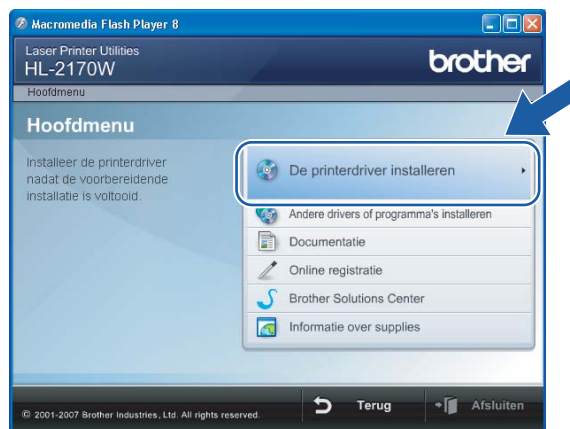 Macromedia Flash Player 8
Laser Printer Utilities
HL-2170W
brother
Hoofdmenu
Hoofdmenu
Installeer de printerdriver
nadat de voorbereidende
installatie is voltooid.
De printerdriver installeren
Andere drivers of programma's installeren
Documentatie
Online registratie
Brother Solutions Center
Informatie over supplies
© 2001-2007 Brother Industries, Ltd. All rights reserved.
Terug
Afsluiten